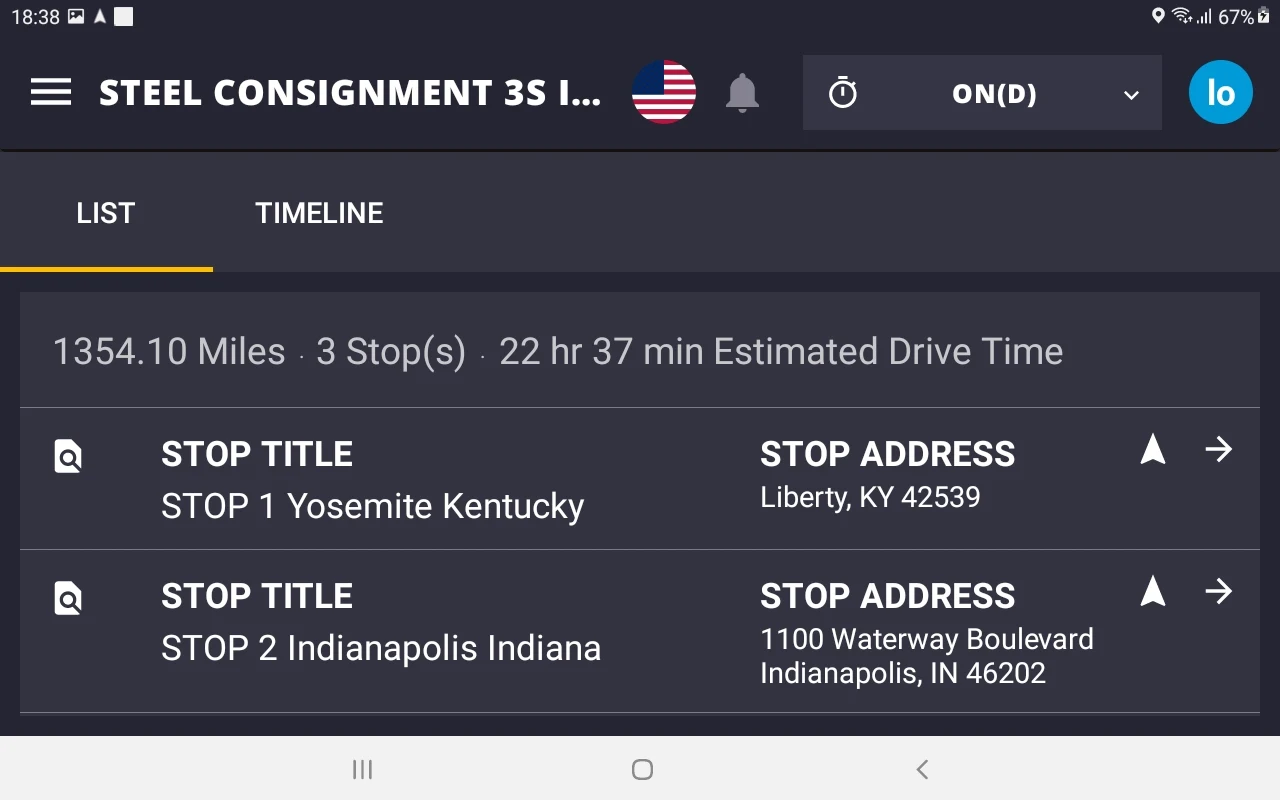 18:38 67%
STEEL CONSIGNMENT 3S I... ON(D) lo
LIST TIMELINE
1354.10 Miles · 3 Stop(s) · 22 hr 37 min Estimated Drive Time
STOP TITLE STOP ADDRESS
STOP 1 Yosemite Kentucky Liberty, KY 42539
STOP TITLE STOP ADDRESS
STOP 2 Indianapolis Indiana 1100 Waterway Boulevard
Indianapolis, IN 46202